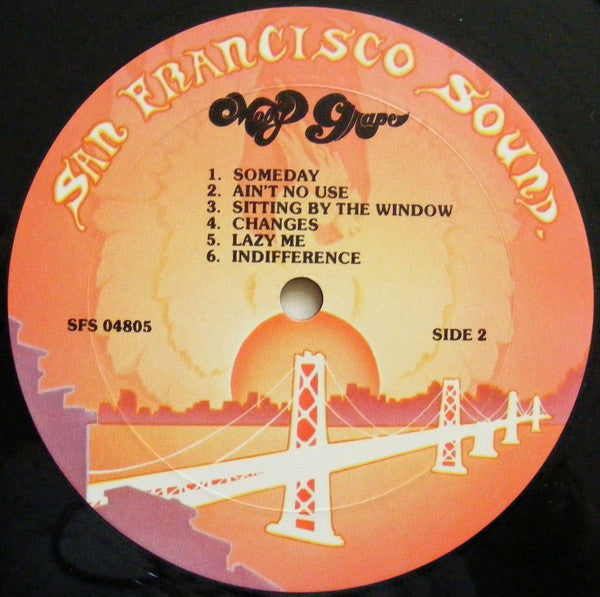 SAN FRANCISCO SOUND.
Moby Grape
1. SOMEDAY
2. AIN'T NO USE
3. SITTING BY THE WINDOW
4. CHANGES
5. LAZY ME
6. INDIFFERENCE
SFS 04805
SIDE 2